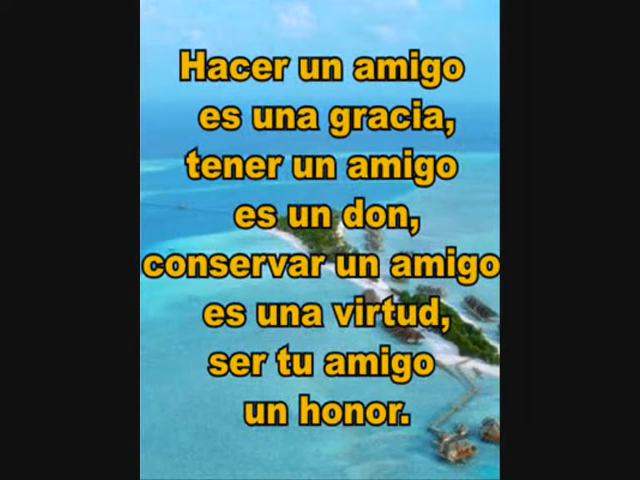 Hacer un amigo
es una gracia,
tener un amigo
es un don,
conservar un amigo
es una virtud,
ser tu amigo
un honor.